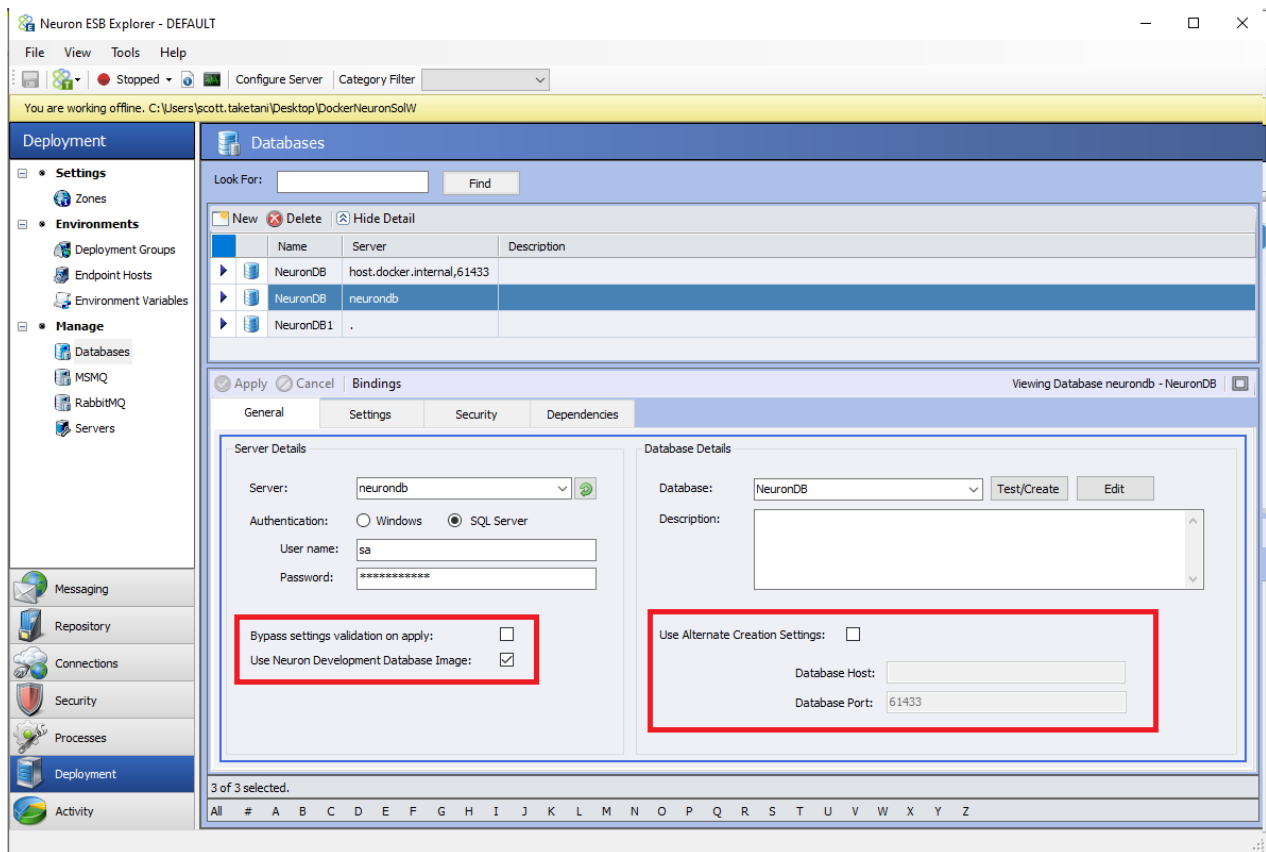 Neuron ESB Explorer - DEFAULT
File View Tools Help
Stopped Configure Server Category Filter
You are working offline. C:\Users\scott.taketani\Desktop\DockerNeuronSolW
Deployment
Settings
Zones
Environments
Deployment Groups
Endpoint Hosts
Environment Variables
Manage
Databases
MSMQ
RabbitMQ
Servers
Messaging
Repository
Connections
Security
Processes
Deployment
Activity
Databases
Look For: Find
New Delete Hide Detail
Name Server Description
NeuronDB host.docker.internal,61433
NeuronDB neurondb
NeuronDB1 .
Apply Cancel Bindings Viewing Database neurondb - NeuronDB
General Settings Security Dependencies
Server Details
Server: neurondb
Authentication: Windows SQL Server
User name: sa
Password: ***********
Bypass settings validation on apply:
Use Neuron Development Database Image:
Database Details
Database: NeuronDB Test/Create Edit
Description:
Use Alternate Creation Settings:
Database Host:
Database Port: 61433
3 of 3 selected.
All # A B C D E F G H I J K L M N O P Q R S T U V W X Y Z